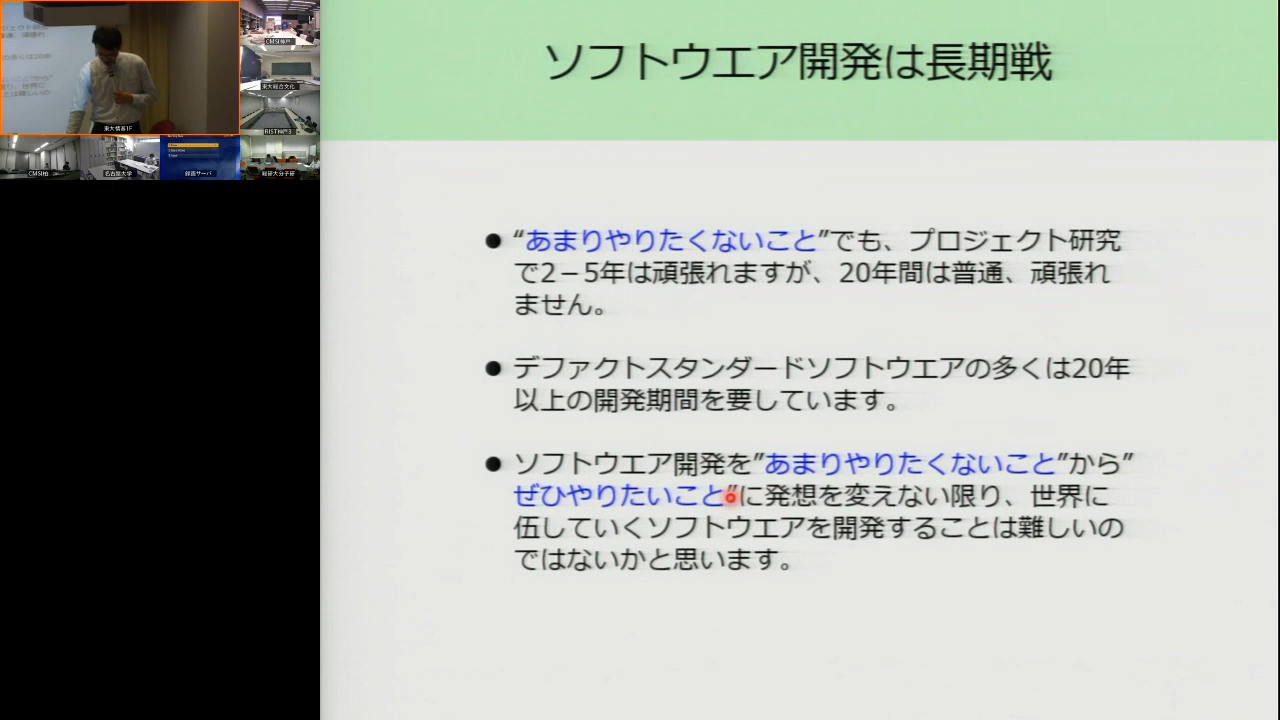 ソフトウエア開発は長期戦
● “あまりやりたくないこと”でも、プロジェクト研究
で2－5年は頑張れますが、20年間は普通、頑張れ
ません。
● デファクトスタンダードソフトウエアの多くは20年
以上の開発期間を要しています。
● ソフトウエア開発を”あまりやりたくないこと”から”
ぜひやりたいこと”に発想を変えない限り、世界に
伍していくソフトウエアを開発することは難しいの
ではないかと思います。
東大情基1F
CMSI神戸
東大総合文化
RIST神戸3
CMSI柏
名古屋大学
録画サーバ
総研大分子研